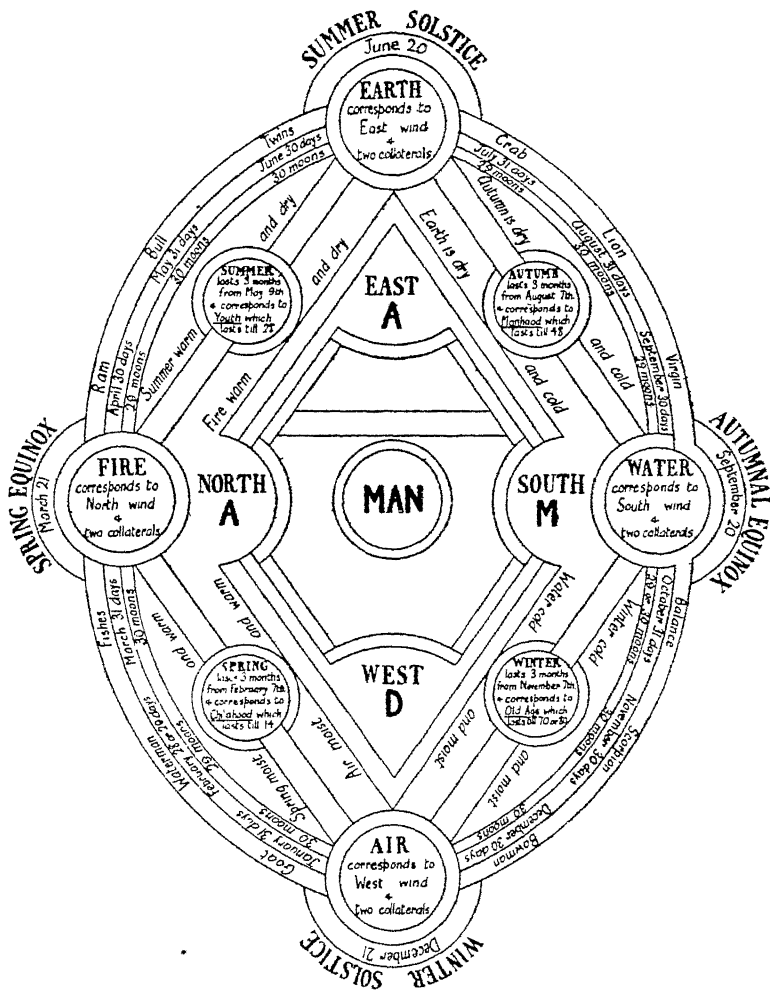 SUMMER SOLSTICE
June 20
EARTH
corresponds to
East wind
&
two collaterals
Twins
June 30 days
30 moons
Bull
May 31 days
30 moons
Ram
April 30 days
29 moons
Crab
July 31 days
29 moons
Lion
August 31 days
30 moons
Virgin
September 30 days
29 moons
Summer warm
and dry
Fire warm
and dry
Earth is dry
and cold
Autumn is dry
and cold
SUMMER
lasts 3 months
from May 9th
& corresponds to
Youth which
lasts till 28
EAST
A
AUTUMN
lasts 3 months
from August 7th
& corresponds to
Manhood which
lasts till 48
SPRING EQUINOX
March 21
FIRE
corresponds to
North wind
&
two collaterals
NORTH
A
MAN
SOUTH
M
WATER
corresponds to
South wind
&
two collaterals
AUTUMNAL EQUINOX
September 20
Fishes
March 31 days
30 moons
Waterman
February 28 or 29 days
29 moons
Goat
January 31 days
30 moons
Balance
October 31 days
29 or 30 moons
Scorpion
November 30 days
30 moons
Bowman
December 30 days
30 moons
Spring moist
and warm
Air moist
and warm
Water cold
and moist
Winter cold
and moist
SPRING
lasts 3 months
from February 7th
& corresponds to
Childhood which
lasts till 14
WEST
D
WINTER
lasts 3 months
from November 7th
& corresponds to
Old Age which
lasts till 70 or
AIR
corresponds to
West wind
&
two collaterals
December 21
WINTER SOLSTICE